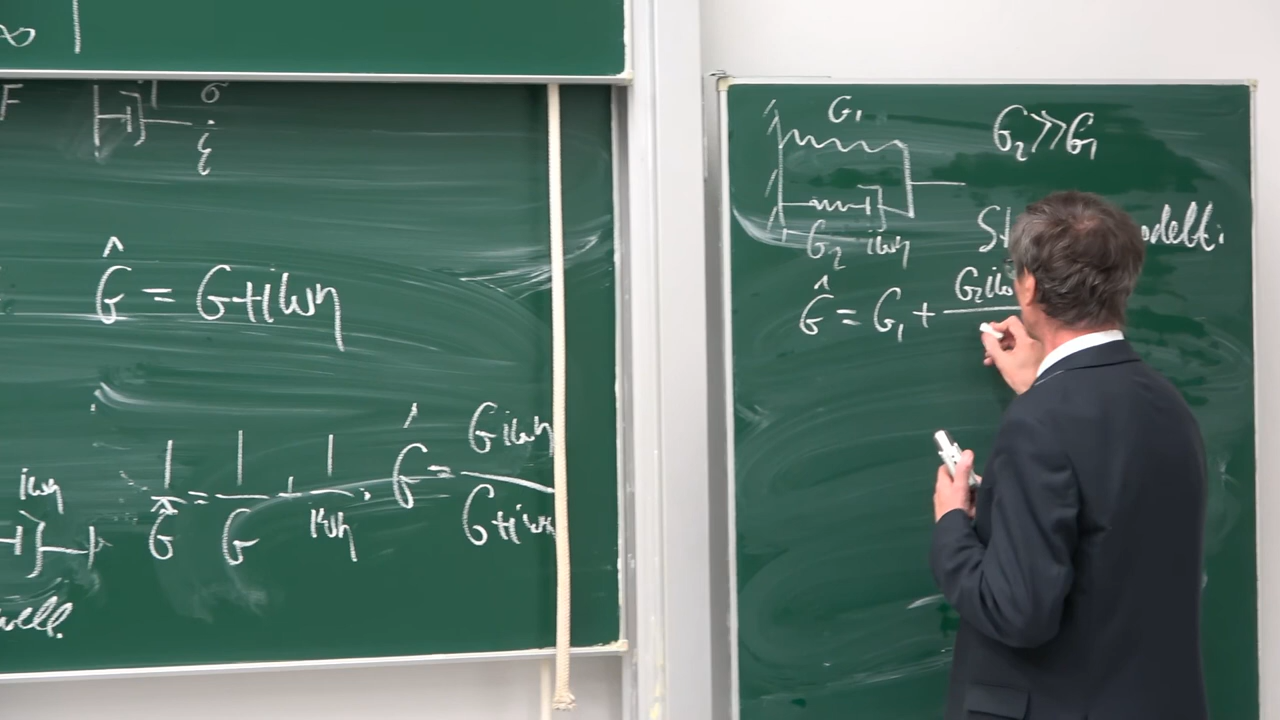 ∞
F
σ
ε̇
Ĝ = G+iωη
iωη
1/Ĝ = 1/G + 1/iωη ; Ĝ = Giωη/G+iωη
G₁
G₂ ≫ G₁
G₂ iωη
Ĝ = G₁ + G₂iω